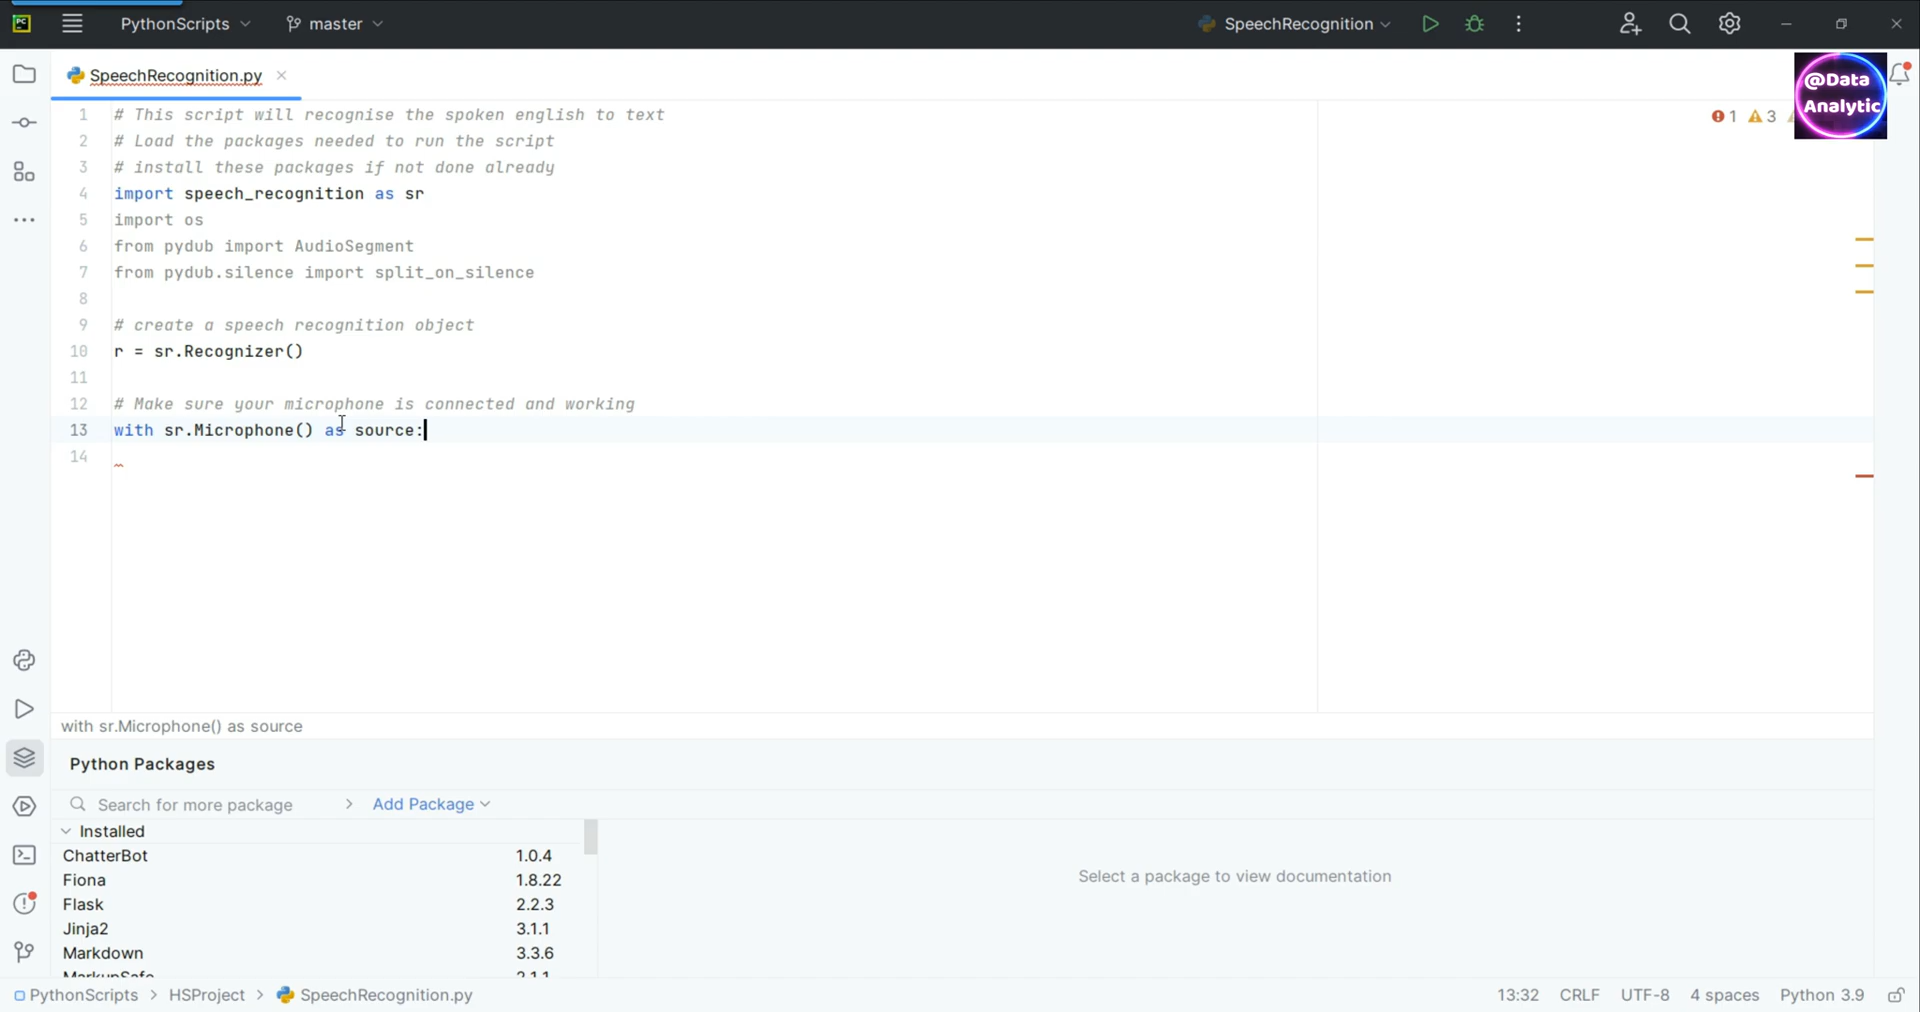 PC
PythonScripts
master
SpeechRecognition
SpeechRecognition.py
@Data
Analytic
1 # This script will recognise the spoken english to text
1 3
2 # Load the packages needed to run the script
3 # install these packages if not done already
4 import speech_recognition as sr
5 import os
6 from pydub import AudioSegment
7 from pydub.silence import split_on_silence
8
9 # create a speech recognition object
10 r = sr.Recognizer()
11
12 # Make sure your microphone is connected and working
13 with sr.Microphone() as source:
14
with sr.Microphone() as source
Python Packages
Search for more package
Add Package
Installed
ChatterBot 1.0.4
Fiona 1.8.22
Flask 2.2.3
Select a package to view documentation
Jinja2 3.1.1
Markdown 3.3.6
MarkupSafe 2.1.1
PythonScripts > HSProject > SpeechRecognition.py
13:32 CRLF UTF-8 4 spaces Python 3.9